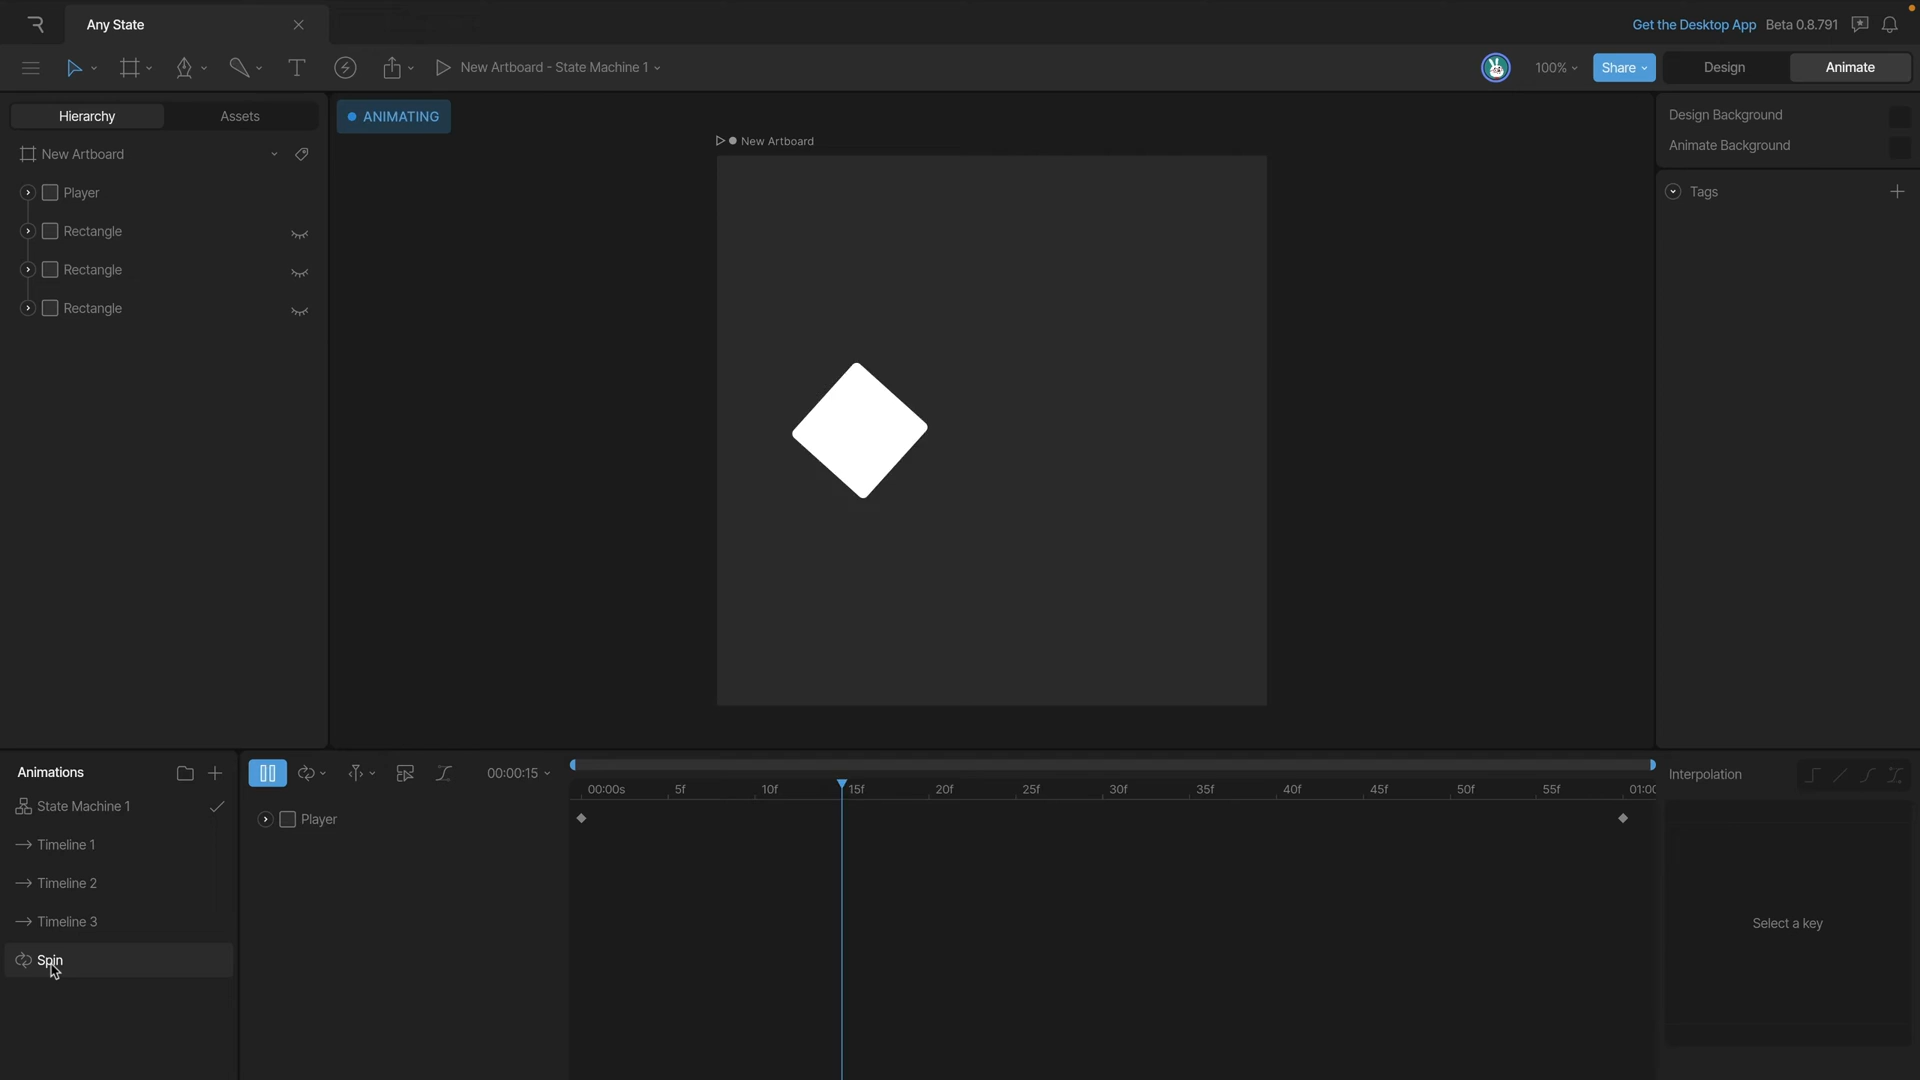 Any State
Get the Desktop App
Beta 0.8.791
New Artboard - State Machine 1
100%
Share
Design
Animate
Hierarchy
Assets
ANIMATING
New Artboard
New Artboard
Player
Rectangle
Rectangle
Rectangle
Design Background
Animate Background
Tags
Animations
00:00:15
00:00s
5f
10f
15f
20f
25f
30f
35f
40f
45f
50f
55f
Interpolation
State Machine 1
Player
Timeline 1
Timeline 2
Timeline 3
Spin
Select a key